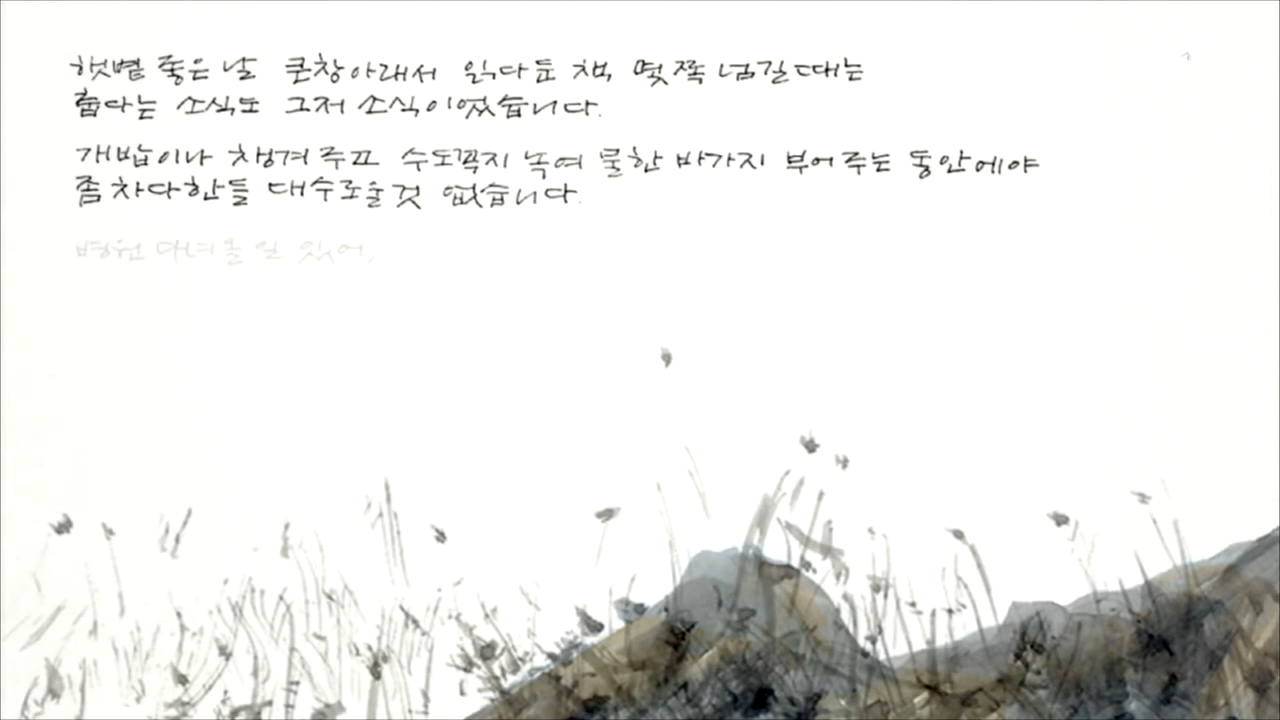 햇볕 좋은 날 큰창아래서 읽다둔 책, 몇쪽 넘길때는
춥다는 소식도 그저 소식이었습니다.
개밥이나 챙겨주고 수도꼭지 녹여 물한 바가지 부어주는 동안에야
좀 차다한들 대수로울것 없습니다.
병원 다녀올 일 있어,